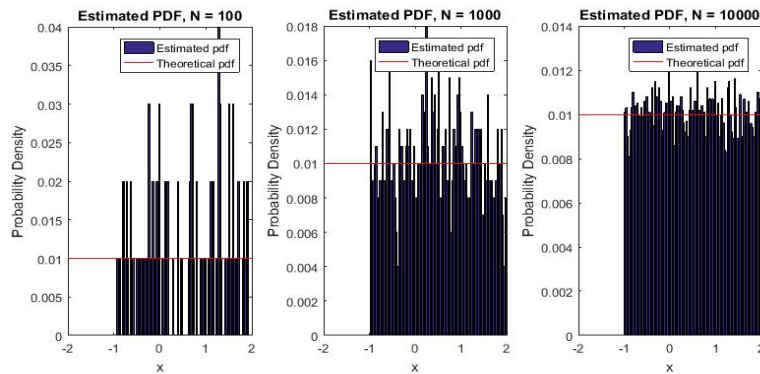 Estimated PDF, N = 100
Estimated PDF, N = 1000
Estimated PDF, N = 10000
Estimated pdf
Theoretical pdf
Estimated pdf
Theoretical pdf
Estimated pdf
Theoretical pdf
Probability Density
0.04
0.035
0.03
0.025
0.02
0.015
0.01
0.005
0
-2
-1
0
1
2
x
Probability Density
0.018
0.016
0.014
0.012
0.01
0.008
0.006
0.004
0.002
0
-2
-1
0
1
2
x
Probability Density
0.014
0.012
0.01
0.008
0.006
0.004
0.002
0
-2
-1
0
1
2
x